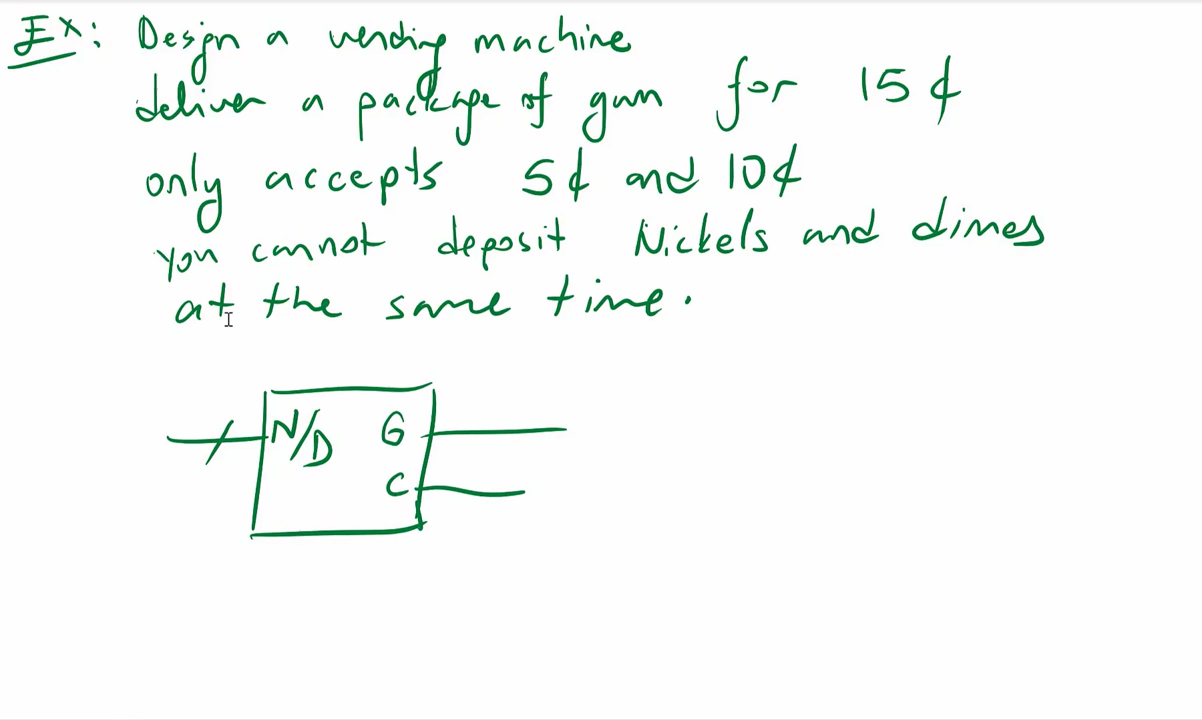 Ex: Design a vending machine
deliver a package of gum for 15¢
only accepts 5¢ and 10¢
you cannot deposit Nickels and dimes
at the same time.
N/D G
C